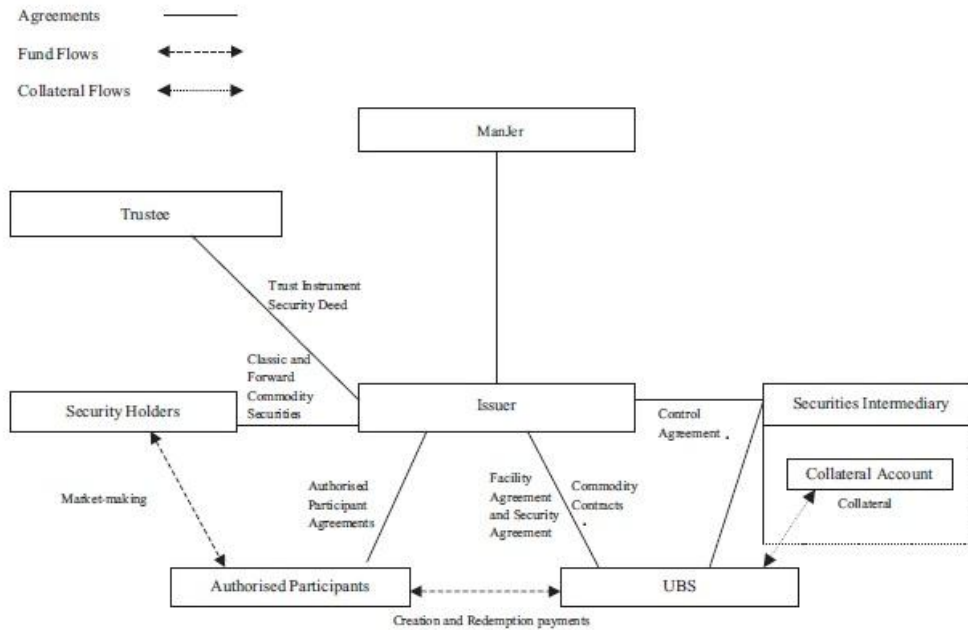 Agreements
Fund Flows
Collateral Flows
ManJer
Trustee
Trust Instrument
Security Deed
Classic and
Forward
Commodity
Securities
Security Holders
Issuer
Securities Intermediary
Control
Agreement
Collateral Account
Collateral
Market-making
Authorised
Participant
Agreements
Facility
Agreement
and Security
Agreement
Commodity
Contracts
Authorised Participants
UBS
Creation and Redemption payments